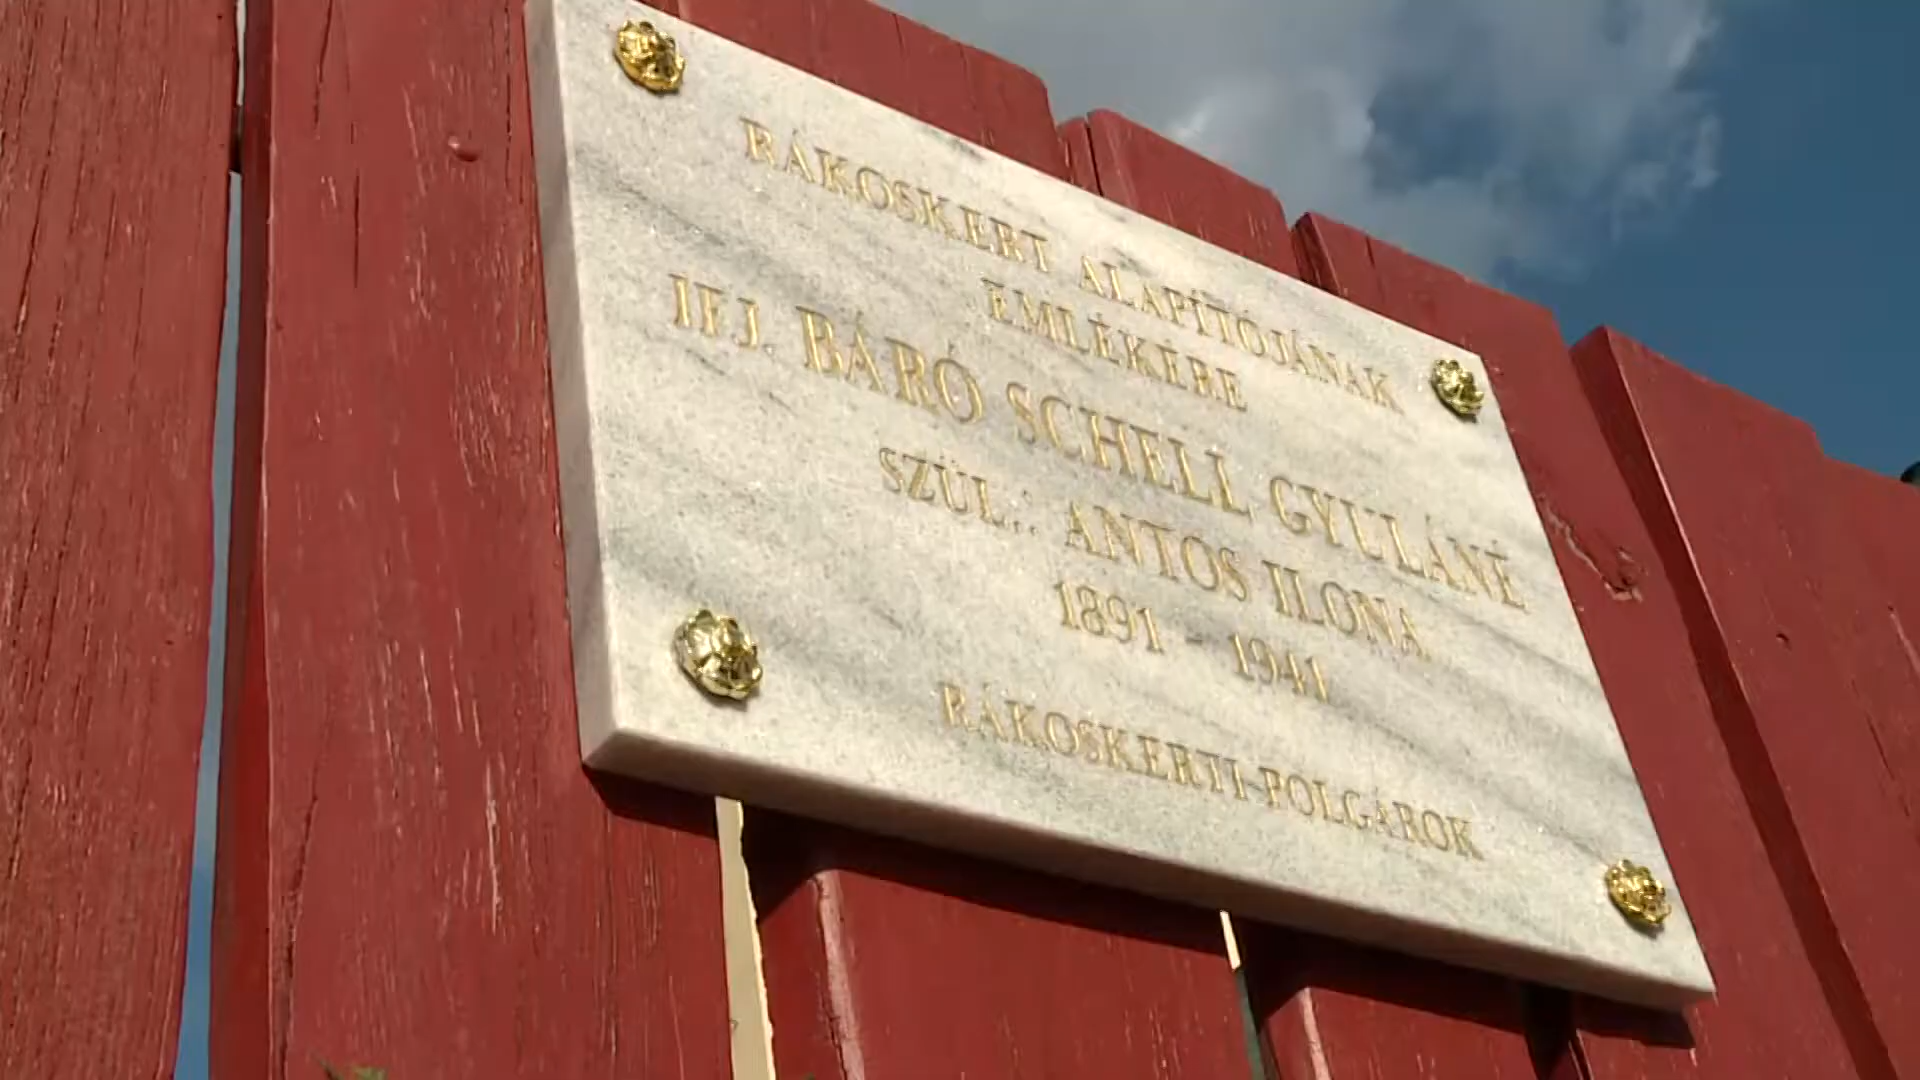 RÁKOSKERT ALAPÍTÓJÁNAK
EMLÉKÉRE
IFJ. BÁRÓ SCHELL GYULÁNÉ
SZÜL.: ANTOS ILONA
1891 - 1941
RÁKOSKERTI-POLGÁROK